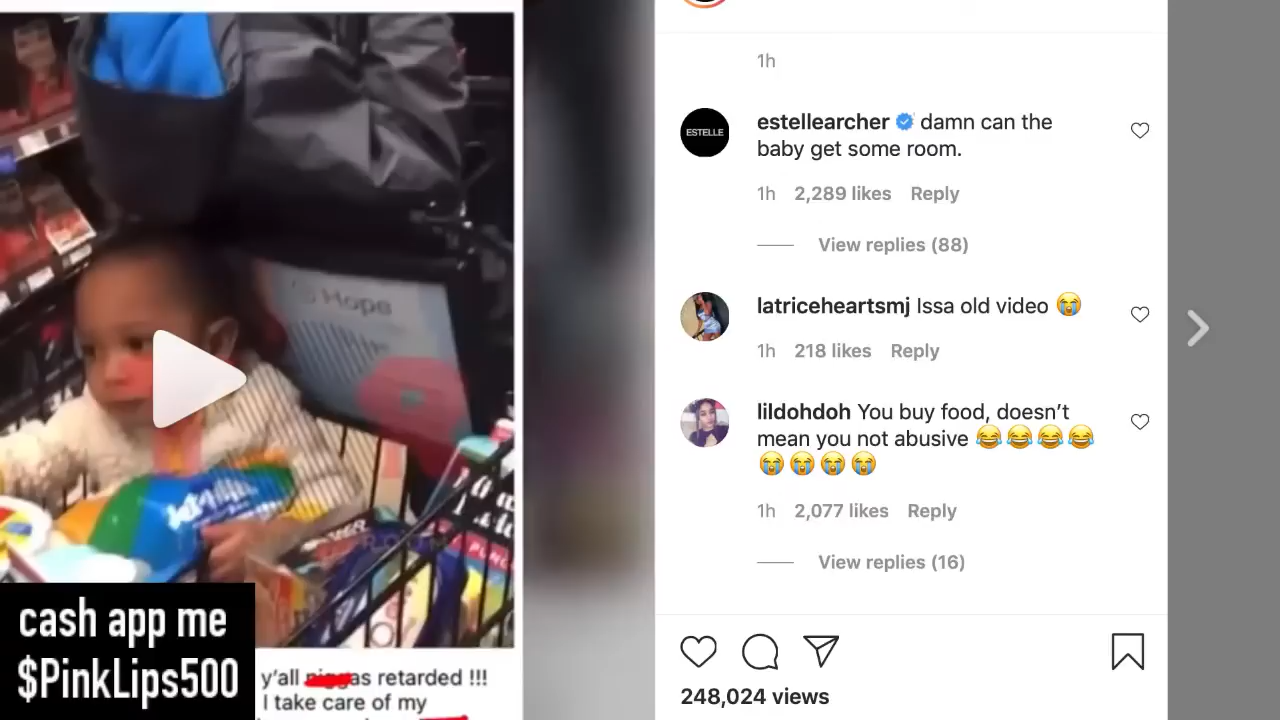 1h
ESTELLE
estellearcher damn can the
baby get some room.
1h 2,289 likes Reply
View replies (88)
latriceheartsmj Issa old video 😭
1h 218 likes Reply
lildohdoh You buy food, doesn't
mean you not abusive 😂😂😂😂
😭😭😭😭
1h 2,077 likes Reply
View replies (16)
248,024 views
Hope
cash app me
$PinkLips500
y'all niggas retarded !!!
I take care of my